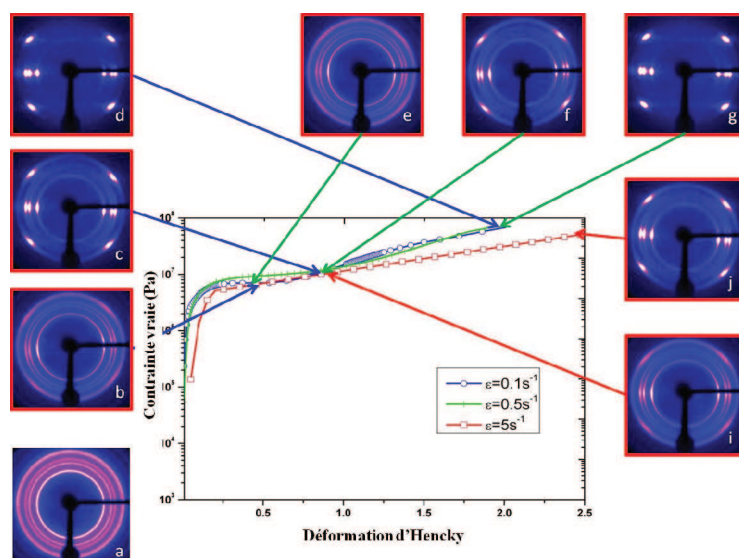 d
e
f
g
c
j
b
i
a
10⁸
10⁷
10⁶
10⁵
10⁴
10³
Contrainte vraie (Pa)
ε=0.1s⁻¹
ε=0.5s⁻¹
ε=5s⁻¹
0.5
1.0
1.5
2.0
2.5
Déformation d'Hencky